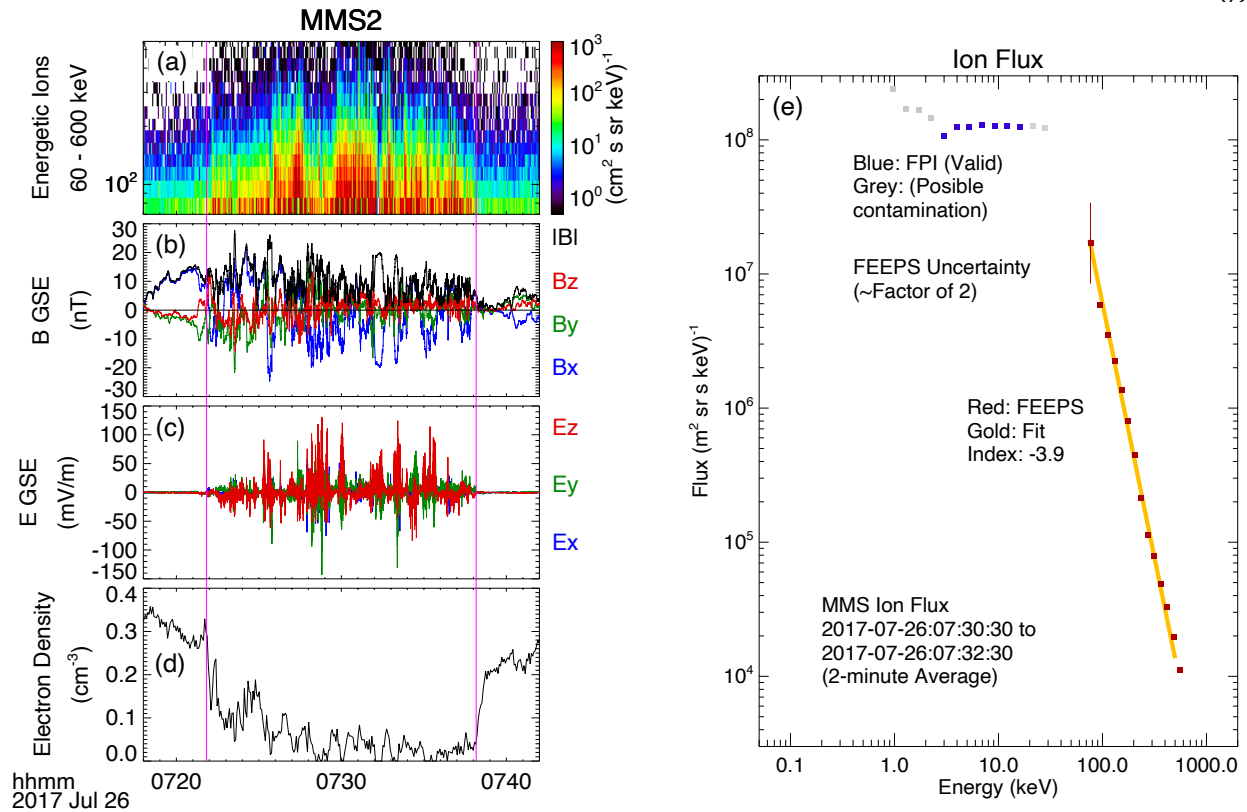 MMS2
(a)
Energetic Ions
60 - 600 keV
10²
10³
10²
10¹
10⁰
(cm² s sr keV)⁻¹
(b)
B GSE
(nT)
30
20
10
0
-10
-20
-30
|B|
Bz
By
Bx
(c)
E GSE
(mV/m)
150
100
50
0
-50
-100
-150
Ez
Ey
Ex
(d)
Electron Density
(cm⁻³)
0.4
0.3
0.2
0.1
0.0
0720
0730
0740
hhmm
2017 Jul 26
Ion Flux
(e)
Flux (m² sr s keV)⁻¹
10⁸
10⁷
10⁶
10⁵
10⁴
Blue: FPI (Valid)
Grey: (Posible
contamination)
FEEPS Uncertainty
(~Factor of 2)
Red: FEEPS
Gold: Fit
Index: -3.9
MMS Ion Flux
2017-07-26:07:30:30 to
2017-07-26:07:32:30
(2-minute Average)
0.1
1.0
10.0
100.0
1000.0
Energy (keV)